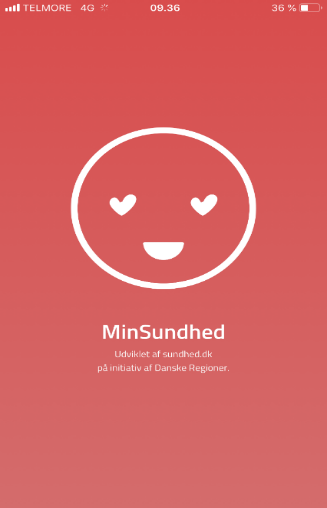 TELMORE 4G 09.36 36 %
MinSundhed
Udviklet af sundhed.dk
på initiativ af Danske Regioner.